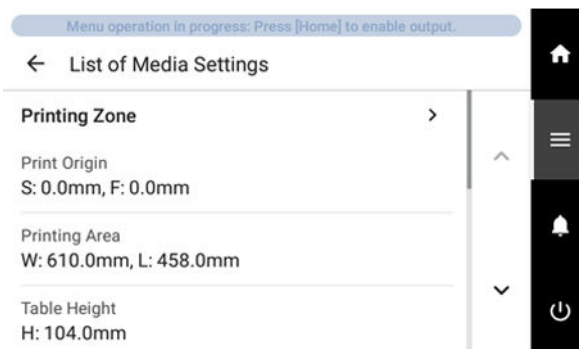 Menu operation in progress: Press [Home] to enable output.
List of Media Settings
Printing Zone
Print Origin
S: 0.0mm, F: 0.0mm
Printing Area
W: 610.0mm, L: 458.0mm
Table Height
H: 104.0mm